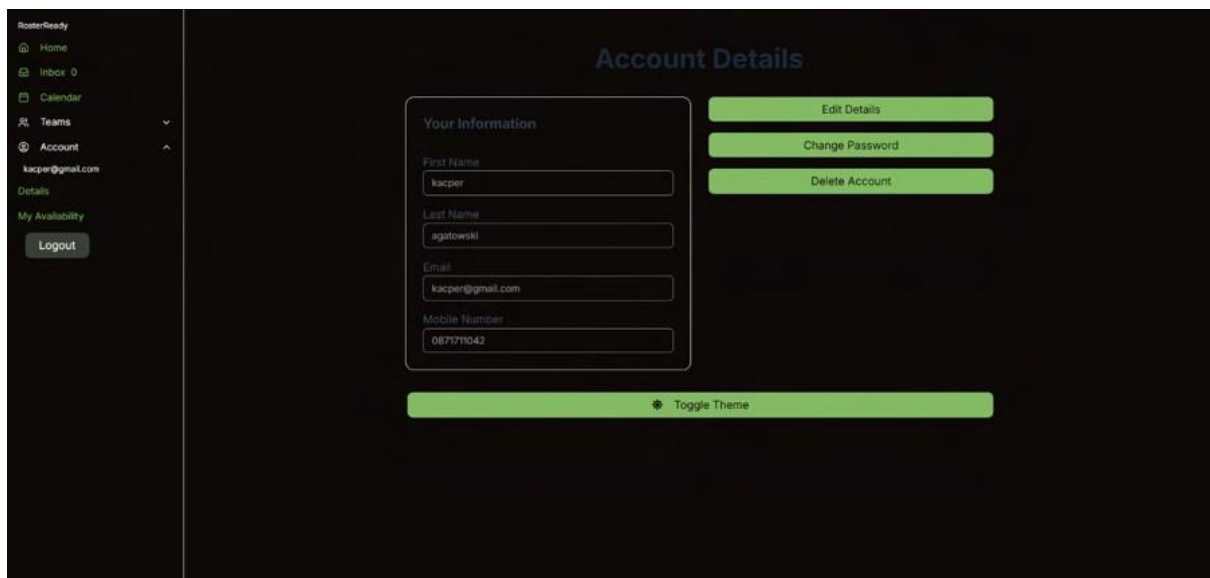 RosterReady
Home
Inbox 0
Calendar
Teams
Account
kacper@gmail.com
Details
My Availability
Logout
Account Details
Your Information
First Name
kacper
Last Name
agatowski
Email
kacper@gmail.com
Mobile Number
0871711042
Edit Details
Change Password
Delete Account
Toggle Theme